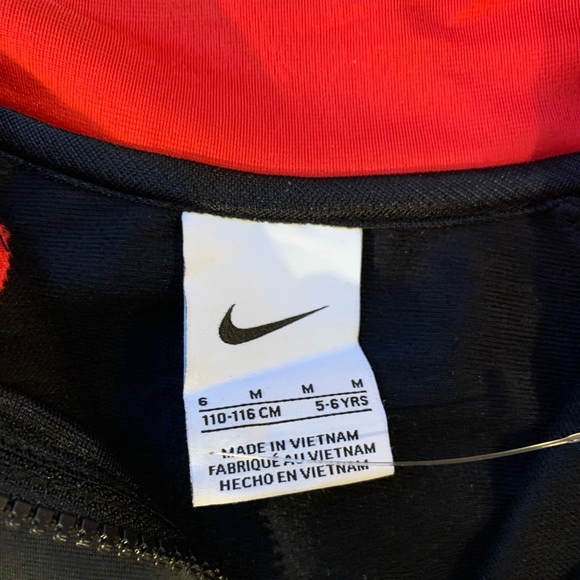 6 M M M
110-116 CM 5-6 YRS
MADE IN VIETNAM
FABRIQUÉ AU VIETNAM
HECHO EN VIETNAM